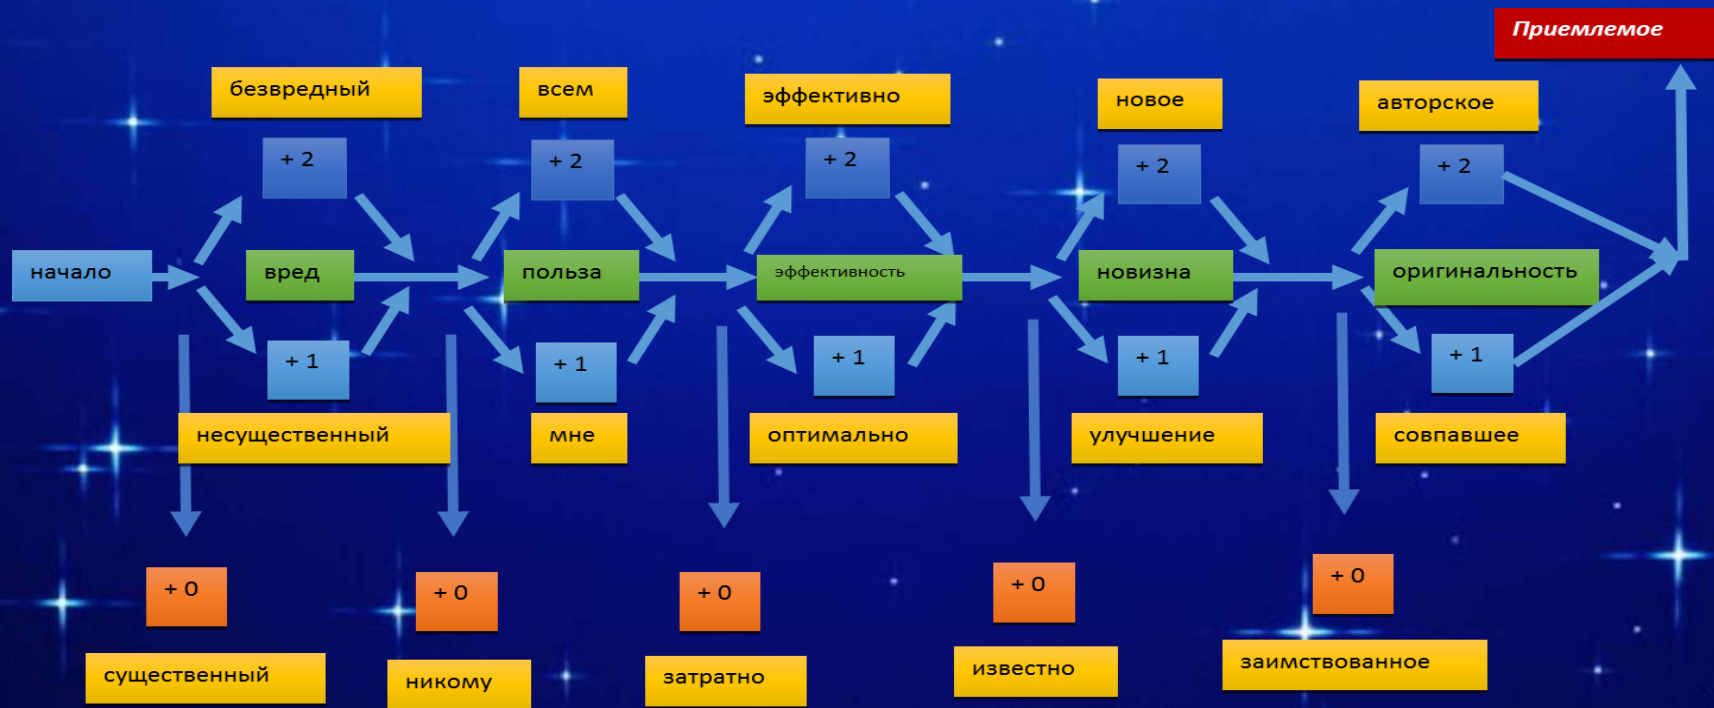 Приемлемое
безвредный
всем
эффективно
новое
авторское
+ 2
+ 2
+ 2
+ 2
+ 2
начало
вред
польза
эффективность
новизна
оригинальность
+ 1
+ 1
+ 1
+ 1
+ 1
несущественный
мне
оптимально
улучшение
совпавшее
+ 0
+ 0
+ 0
+ 0
+ 0
существенный
никому
затратно
известно
заимствованное